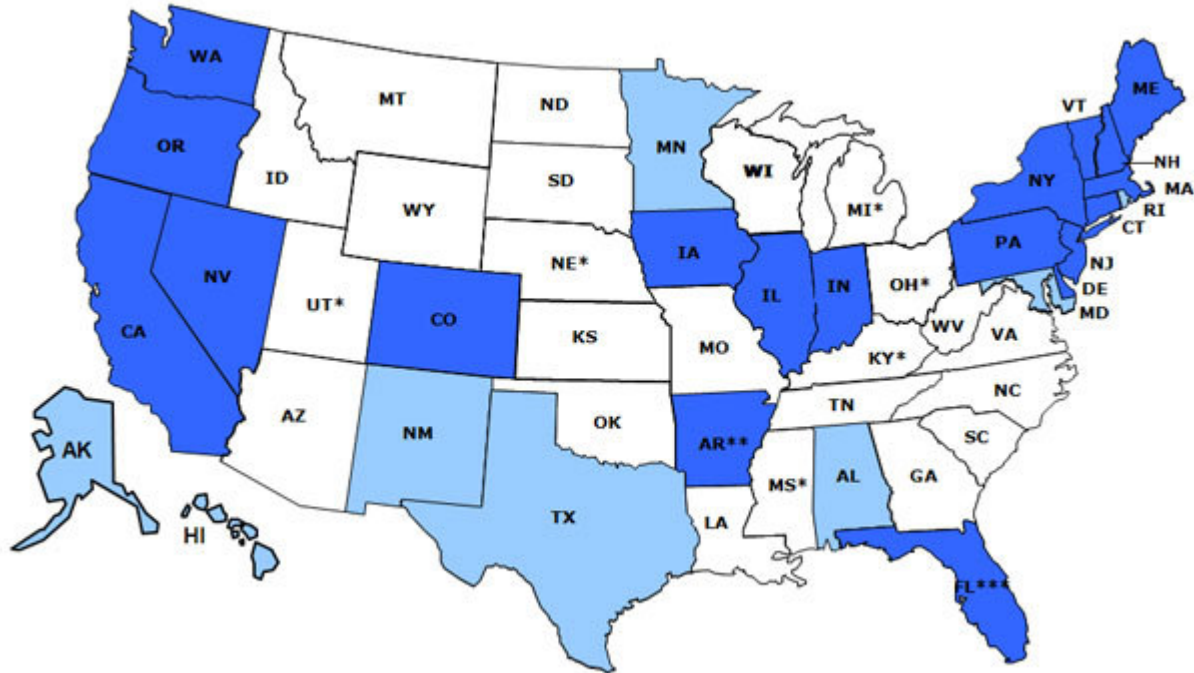 WA
MT
ND
MN
VT
ME
OR
ID
SD
WI
NH
WY
MI*
NY
MA
RI
CT
NE*
IA
PA
NV
UT*
CO
IL
IN
OH*
NJ
DE
MD
CA
KS
MO
WV
VA
KY*
AZ
NM
OK
AR**
TN
NC
SC
AK
MS*
AL
GA
HI
TX
LA
FL***